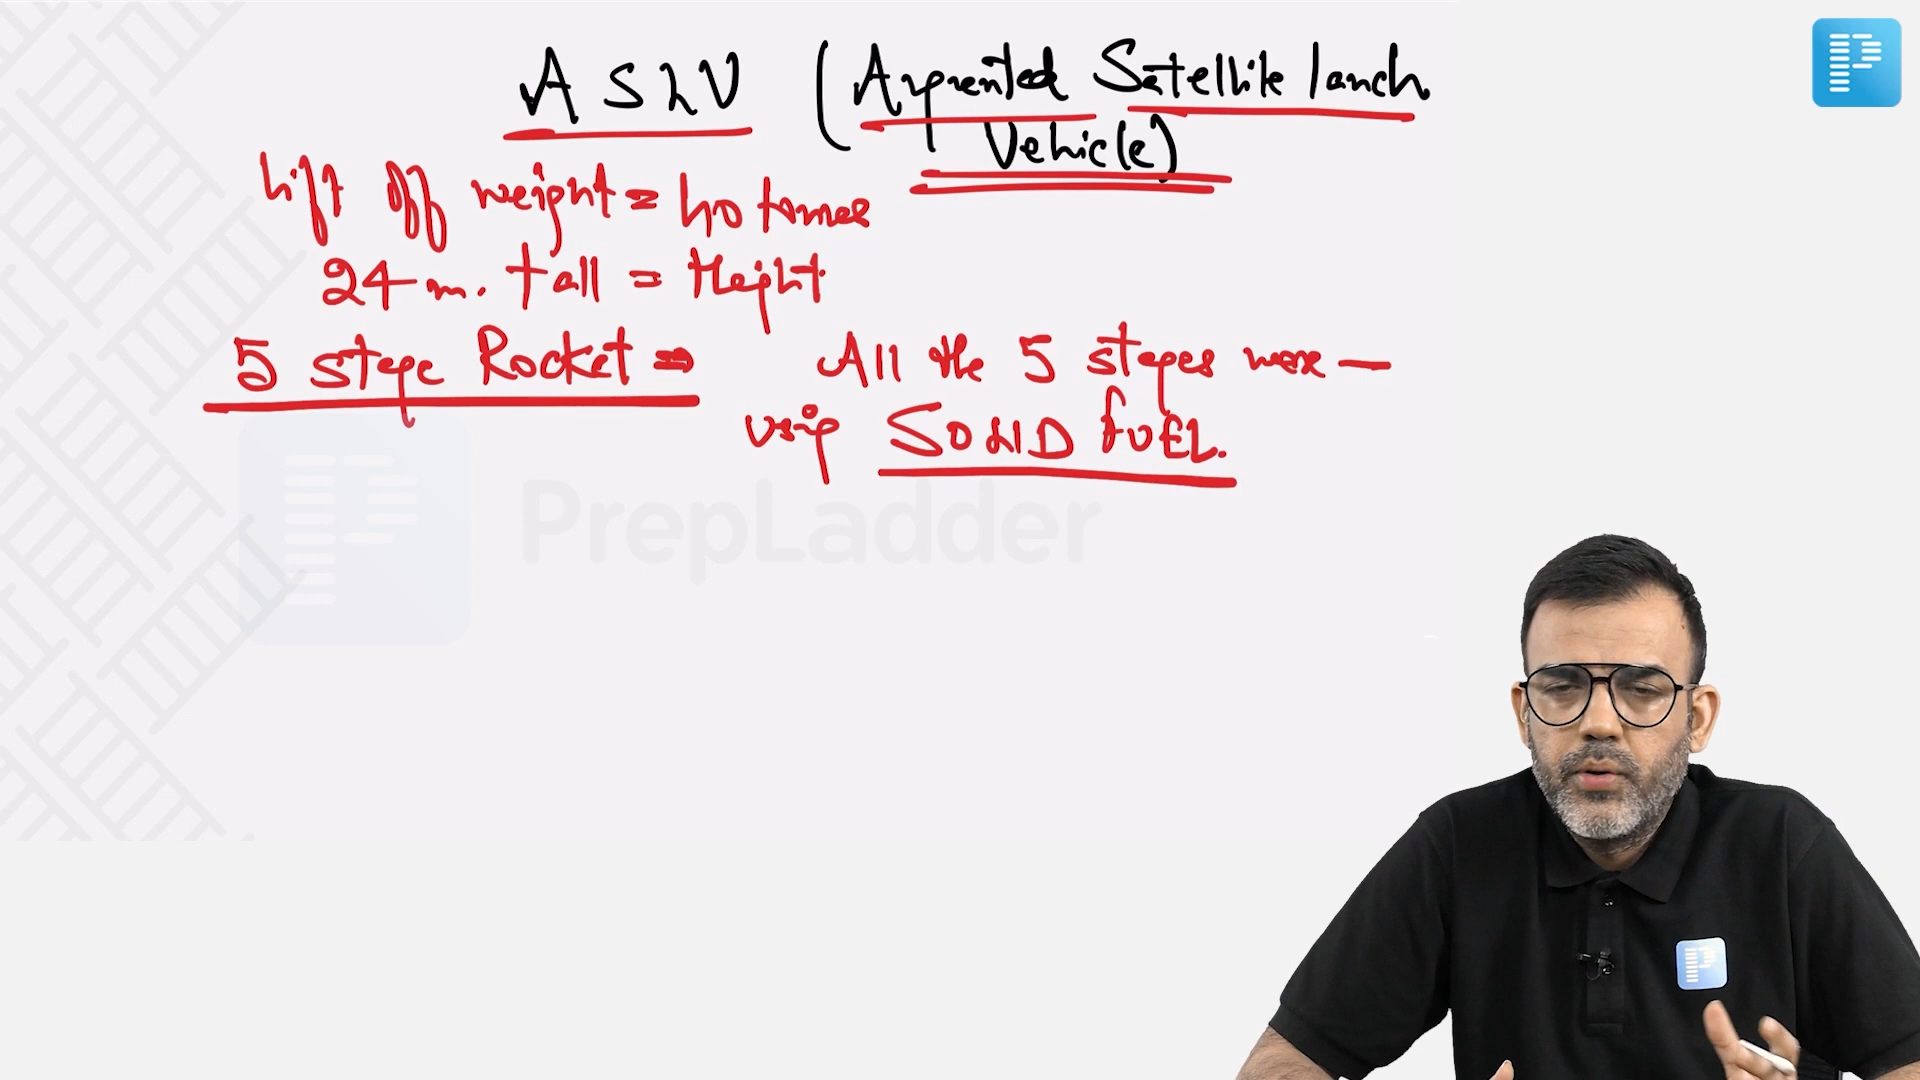 ASLV (Augmented Satellite lanch
Vehicle)
Lift off weight = 40 tonnes
24 m. tall = Height
5 stage Rocket ⇒ All the 5 stages were —
using SOLID FUEL.
PrepLadder